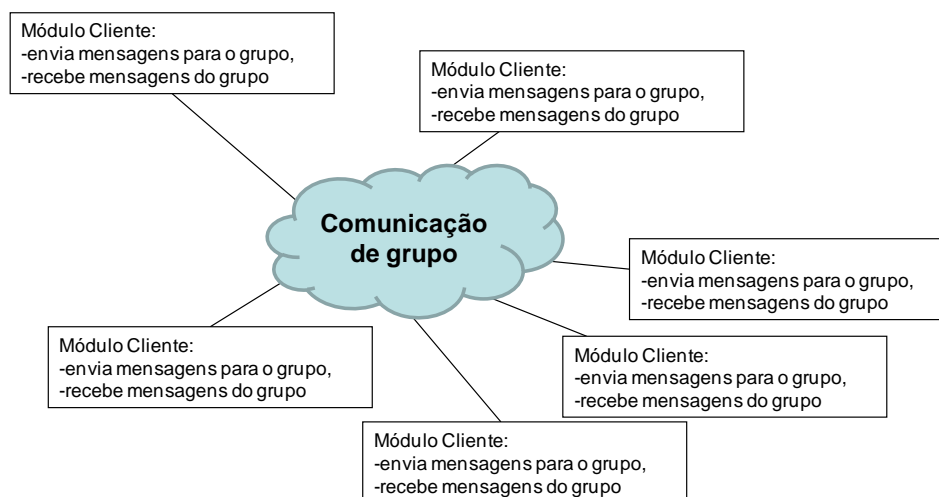 Módulo Cliente:
-envia mensagens para o grupo,
-recebe mensagens do grupo
Módulo Cliente:
-envia mensagens para o grupo,
-recebe mensagens do grupo
Comunicação
de grupo
Módulo Cliente:
-envia mensagens para o grupo,
-recebe mensagens do grupo
Módulo Cliente:
-envia mensagens para o grupo,
-recebe mensagens do grupo
Módulo Cliente:
-envia mensagens para o grupo,
-recebe mensagens do grupo
Módulo Cliente:
-envia mensagens para o grupo,
-recebe mensagens do grupo